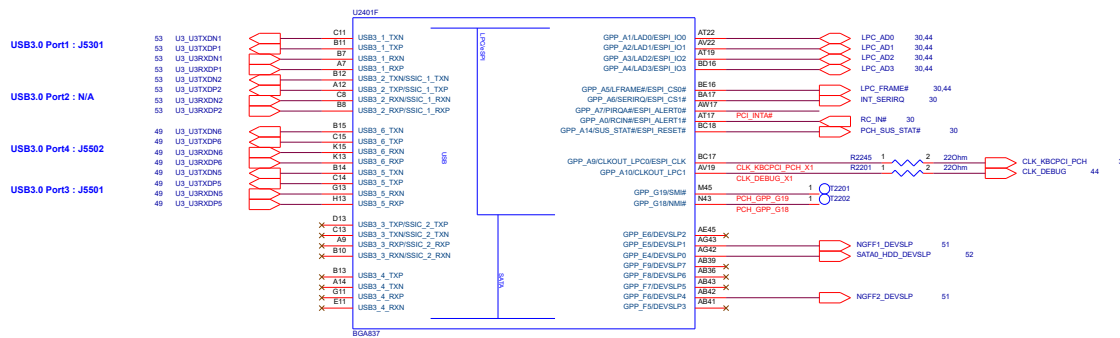 U2401F
USB3.0 Port1 : J5301
53 U3_U3TXDN1 C11 USB3_1_TXN
53 U3_U3TXDP1 B11 USB3_1_TXP
53 U3_U3RXDN1 B7 USB3_1_RXN
53 U3_U3RXDP1 A7 USB3_1_RXP
USB3.0 Port2 : N/A
53 U3_U3TXDN2 B12 USB3_2_TXN/SSIC_1_TXN
53 U3_U3TXDP2 A12 USB3_2_TXP/SSIC_1_TXP
53 U3_U3RXDN2 C8 USB3_2_RXN/SSIC_1_RXN
53 U3_U3RXDP2 B8 USB3_2_RXP/SSIC_1_RXP
USB3.0 Port4 : J5502
49 U3_U3TXDN6 B15 USB3_6_TXN
49 U3_U3TXDP6 C15 USB3_6_TXP
49 U3_U3RXDN6 K15 USB3_6_RXN
49 U3_U3RXDP6 K13 USB3_6_RXP
USB3.0 Port3 : J5501
49 U3_U3TXDN5 B14 USB3_5_TXN
49 U3_U3TXDP5 C14 USB3_5_TXP
49 U3_U3RXDN5 G13 USB3_5_RXN
49 U3_U3RXDP5 H13 USB3_5_RXP
D13 USB3_3_TXP/SSIC_2_TXP
C13 USB3_3_TXN/SSIC_2_TXN
A9 USB3_3_RXP/SSIC_2_RXP
B10 USB3_3_RXN/SSIC_2_RXN
B13 USB3_4_TXP
A14 USB3_4_TXN
G11 USB3_4_RXP
E11 USB3_4_RXN
LPC/eSPI
USB
SATA
GPP_A1/LAD0/ESPI_IO0 AT22 LPC_AD0 30,44
GPP_A2/LAD1/ESPI_IO1 AV22 LPC_AD1 30,44
GPP_A3/LAD2/ESPI_IO2 AT19 LPC_AD2 30,44
GPP_A4/LAD3/ESPI_IO3 BD16 LPC_AD3 30,44
GPP_A5/LFRAME#/ESPI_CS0# BE16 LPC_FRAME# 30,44
GPP_A6/SERIRQ/ESPI_CS1# BA17 INT_SERIRQ 30
GPP_A7/PIRQA#/ESPI_ALERT0# AW17 PCI_INTA#
GPP_A0/RCIN#/ESPI_ALERT1# AT17 RC_IN# 30
GPP_A14/SUS_STAT#/ESPI_RESET# BC18 PCH_SUS_STAT# 30
GPP_A9/CLKOUT_LPC0/ESPI_CLK BC17 CLK_KBCPCI_PCH_X1 R2245 1 2 22Ohm CLK_KBCPCI_PCH
GPP_A10/CLKOUT_LPC1 AV19 CLK_DEBUG_X1 R2201 1 2 22Ohm CLK_DEBUG 44
GPP_G19/SMI# M45 PCH_GPP_G19 1 T2201
GPP_G18/NMI# N43 PCH_GPP_G18 1 T2202
GPP_E6/DEVSLP2 AE45
GPP_E5/DEVSLP1 AG43 NGFF1_DEVSLP 51
GPP_E4/DEVSLP0 AG42 SATA0_HDD_DEVSLP 52
GPP_F9/DEVSLP7 AB39
GPP_F8/DEVSLP6 AB36
GPP_F7/DEVSLP5 AB43
GPP_F6/DEVSLP4 AB42 NGFF2_DEVSLP 51
GPP_F5/DEVSLP3 AB41
BGA837